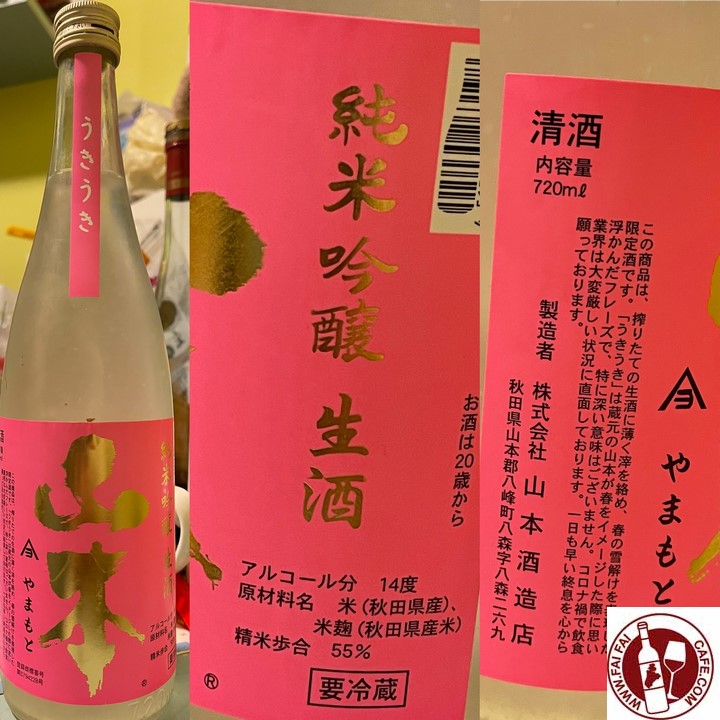 うきうき
山本
純米吟醸 生酒
やまもと
純米吟醸 生酒
お酒は20歳から
アルコール分 14度
原材料名 米(秋田県産)、
米麹(秋田県産米)
精米歩合 55%
要冷蔵
®
清酒
内容量
720mℓ
この商品は、搾りたての生酒に薄く滓を絡め、春の雪解けを
限定酒です。「うきうき」は蔵元の山本が春をイメージした際に思い
浮かんだフレーズで、特に深い意味はございません。コロナ禍で飲食
業界は大変厳しい状況に直面しております。一日も早い終息を心から
願っております。
製造者 株式会社 山本酒造店
秋田県山本郡八峰町八森字八森二六九
やまもと
WWW.FAIFAICAFE.COM